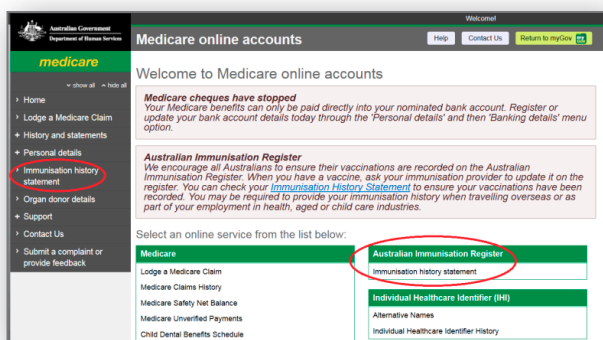 Welcome!
Australian Government
Department of Human Services
medicare
Medicare online accounts
Help
Contact Us
Return to myGov
my
show all
hide all
Home
Lodge a Medicare Claim
History and statements
Personal details
Immunisation history
statement
Organ donor details
Support
Contact Us
Submit a complaint or
provide feedback
Welcome to Medicare online accounts
Medicare cheques have stopped
Your Medicare benefits can only be paid directly into your nominated bank account. Register or
update your bank account details today through the 'Personal details' and then 'Banking details' menu
option.
Australian Immunisation Register
We encourage all Australians to ensure their vaccinations are recorded on the Australian
Immunisation Register. When you have a vaccine, ask your immunisation provider to update it on the
register. You can check your Immunisation History Statement to ensure your vaccinations have been
recorded. You may be required to provide your immunisation history when travelling overseas or as
part of your employment in health, aged or child care industries.
Select an online service from the list below:
Medicare
Lodge a Medicare Claim
Medicare Claims History
Medicare Safety Net Balance
Medicare Unverified Payments
Child Dental Benefits Schedule
Australian Immunisation Register
Immunisation history statement
Individual Healthcare Identifier (IHI)
Alternative Names
Individual Healthcare Identifier History